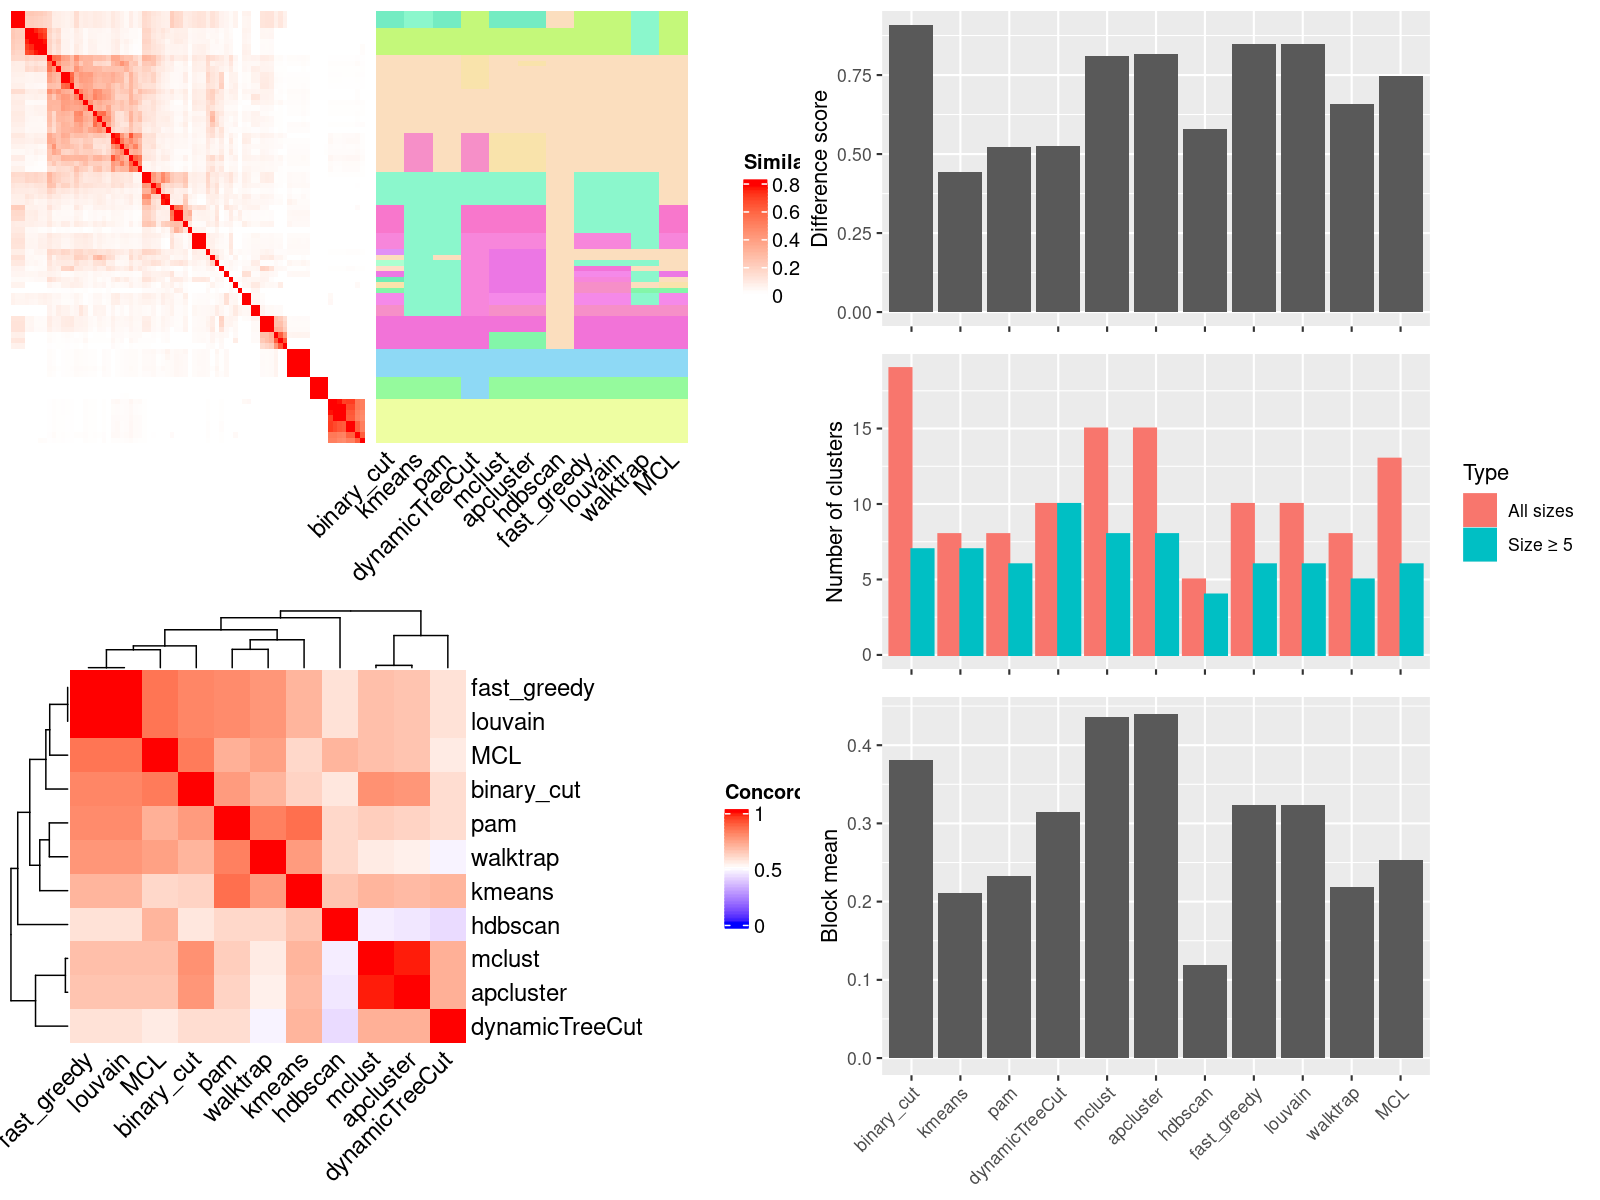 Simila
0.8
0.6
0.4
0.2
0
binary_cut
kmeans
pam
dynamicTreeCut
mclust
apcluster
hdbscan
fast_greedy
louvain
walktrap
MCL
Difference score
0.75
0.50
0.25
0.00
Number of clusters
15
10
5
0
Type
All sizes
Size ≥ 5
Block mean
0.4
0.3
0.2
0.1
0.0
binary_cut
kmeans
pam
dynamicTreeCut
mclust
apcluster
hdbscan
fast_greedy
louvain
walktrap
MCL
fast_greedy
louvain
MCL
binary_cut
pam
walktrap
kmeans
hdbscan
mclust
apcluster
dynamicTreeCut
fast_greedy
louvain
MCL
binary_cut
pam
walktrap
kmeans
hdbscan
mclust
apcluster
dynamicTreeCut
Concord
1
0.5
0